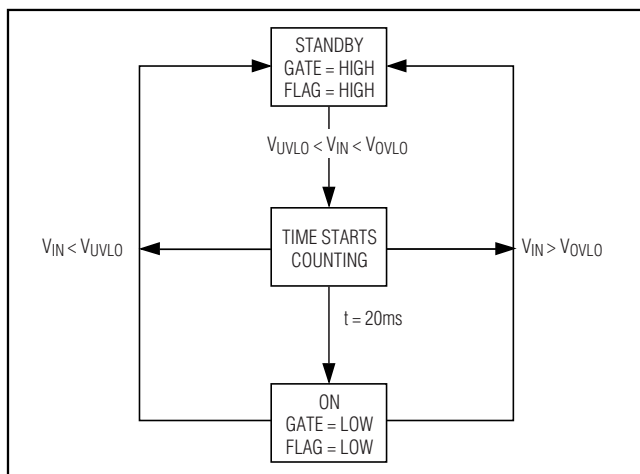 STANDBY
GATE = HIGH
FLAG = HIGH
VUVLO < VIN < VOVLO
VIN < VUVLO
TIME STARTS
COUNTING
VIN > VOVLO
t = 20ms
ON
GATE = LOW
FLAG = LOW